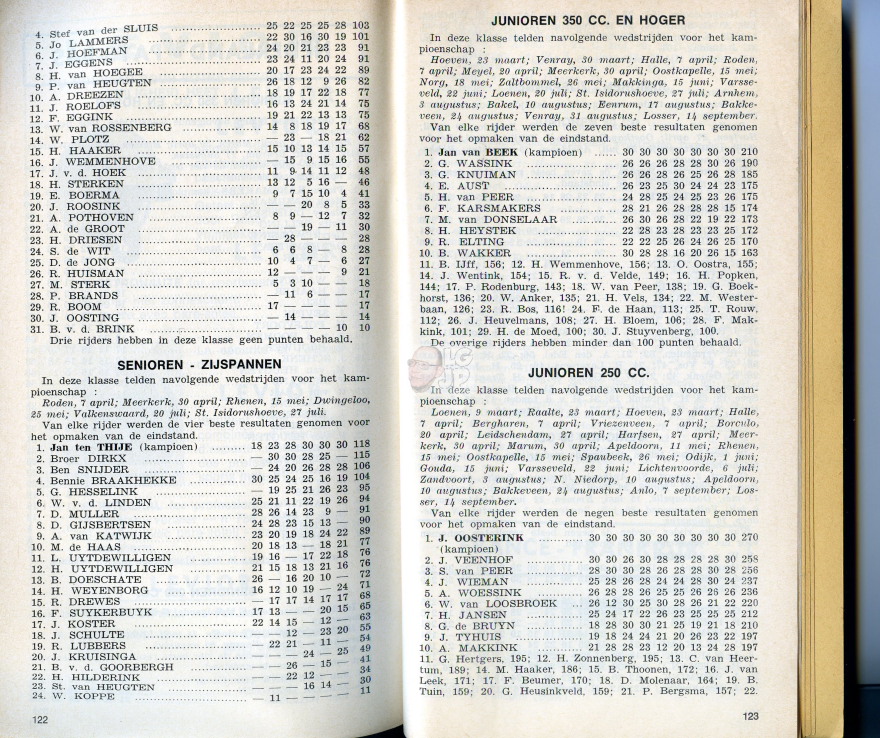 4. Stef van der SLUIS ........ 25 22 25 25 28 103
5. Jo LAMMERS ........ 22 30 16 30 19 101
6. J. HOEFMAN ........ 24 20 21 23 23 91
7. J. EGGENS ........ 23 24 11 20 24 91
8. H. van HOEGEE ........ 20 17 23 24 22 89
9. P. van HEUGTEN ........ 26 18 12 9 26 82
10. A. DREEZEN ........ 18 19 17 22 18 77
11. J. ROELOFS ........ 16 13 24 21 14 75
12. F. EGGINK ........ 19 21 22 13 13 75
13. W. van ROSSENBERG ........ 14 8 18 19 17 68
14. W. PLOTZ ........ — 23 — 18 21 62
15. H. HAAKER ........ 15 10 13 14 15 57
16. J. WEMMENHOVE ........ — 15 9 15 16 55
17. J. v. d. HOEK ........ 11 9 14 11 12 48
18. H. STERKEN ........ 13 12 5 16 — 46
19. E. BOERMA ........ 9 7 15 10 4 41
20. J. ROOSINK ........ — — 20 8 5 33
21. A. POTHOVEN ........ 8 9 — 12 7 32
22. A. de GROOT ........ — — 19 — 11 30
23. H. DRIESEN ........ — 28 — — — 28
24. S. de WIT ........ 6 6 8 — 8 28
25. D. de JONG ........ 10 4 7 — 6 27
26. R. HUISMAN ........ 12 — — — 9 21
27. M. STERK ........ 5 3 10 — — 18
28. P. BRANDS ........ — 11 6 — — 17
29. R. BOOM ........ 17 — — — — 17
30. J. OOSTING ........ — 14 — — — 14
31. B. v. d. BRINK ........ — — — — 10 10
Drie rijders hebben in deze klasse geen punten behaald.
SENIOREN - ZIJSPANNEN
In deze klasse telden navolgende wedstrijden voor het kam-
pioenschap :
Roden, 7 april; Meerkerk, 30 april; Rhenen, 15 mei; Dwingeloo,
25 mei; Valkenswaard, 20 juli; St. Isidorushoeve, 27 juli.
Van elke rijder werden de vier beste resultaten genomen voor
het opmaken van de eindstand.
1. Jan ten THIJE (kampioen) ........ 18 23 28 30 30 30 118
2. Broer DIRKX ........ — 30 30 28 25 — 115
3. Ben SNIJDER ........ — 24 20 26 28 28 106
4. Bennie BRAAKHEKKE ........ 30 25 24 25 16 19 104
5. G. HESSELINK ........ — 19 25 21 26 23 95
6. W. v. d. LINDEN ........ 25 21 11 22 19 26 94
7. D. MULLER ........ 28 26 14 23 9 — 91
8. D. GIJSBERTSEN ........ 24 28 23 15 13 — 90
9. A. van KATWIJK ........ 23 20 19 18 24 22 89
10. M. de HAAS ........ 20 18 13 — 18 21 77
11. L. UYTDEWILLIGEN ........ 19 16 — 17 22 18 76
12. H. UYTDEWILLIGEN ........ 21 15 18 13 21 16 76
13. B. DOESCHATE ........ 26 — 16 20 10 — 72
14. H. WEYENBORG ........ 16 12 10 19 — 24 71
15. R. DREWES ........ — 17 17 14 17 17 68
16. F. SUYKERBUYK ........ 17 13 — — 20 15 65
17. J. KOSTER ........ 22 14 15 — 12 — 63
18. J. SCHULTE ........ — — 12 — 23 20 55
19. R. LUBBERS ........ — 22 21 — 11 — 54
20. J. KRUISINGA ........ — — — 24 — 25 49
21. B. v. d. GOORBERGH ........ — — 26 — 15 — 41
22. H. HILDERINK ........ — — 22 12 — — 34
23. St. van HEUGTEN ........ — — — 16 14 — 30
24. W. KOPPE ........ — 11 — — — — 11
122
JUNIOREN 350 CC. EN HOGER
In deze klasse telden navolgende wedstrijden voor het kam-
pioenschap :
Hoeven, 23 maart; Venray, 30 maart; Halle, 7 april; Roden,
7 april; Meyel, 20 april; Meerkerk, 30 april; Oostkapelle, 15 mei;
Norg, 18 mei; Zaltbommel, 26 mei; Makkinga, 15 juni; Varsse-
veld, 22 juni; Loenen, 20 juli; St. Isidorushoeve, 27 juli; Arnhem,
3 augustus; Bakel, 10 augustus; Eenrum, 17 augustus; Bakke-
veen, 24 augustus; Venray, 31 augustus; Losser, 14 september.
Van elke rijder werden de zeven beste resultaten genomen
voor het opmaken van de eindstand.
1. Jan van BEEK (kampioen) ...... 30 30 30 30 30 30 30 210
2. G. WASSINK ........ 26 26 26 28 28 30 26 190
3. G. KNUIMAN ........ 26 26 28 26 25 26 28 185
4. E. AUST ........ 26 23 25 30 24 24 23 175
5. H. van PEER ........ 24 28 25 24 25 23 26 175
6. F. KARSMAKERS ........ 28 21 26 28 28 28 15 174
7. M. van DONSELAAR ........ 26 30 26 28 22 19 22 173
8. H. HEYSTEK ........ 22 28 23 28 23 23 25 172
9. R. ELTING ........ 22 22 25 26 24 26 25 170
10. B. WAKKER ........ 30 28 28 16 20 26 15 163
11. B. IJff, 156; 12. H. Wemmenhove, 156; 13. O. Oostra, 155;
14. J. Wentink, 154; 15. R. v. d. Velde, 149; 16. H. Popken,
144; 17. P. Rodenburg, 143; 18. W. van Peer, 138; 19. G. Boek-
horst, 136; 20. W. Anker, 135; 21. H. Vels, 134; 22. M. Wester-
baan, 126; 23. R. Bos, 116! 24. F. de Haan, 113; 25. T. Rouw,
112; 26. J. Heuvelmans, 108; 27. H. Bloem, 106; 28. F. Mak-
kink, 101; 29. H. de Moed, 100; 30. J. Stuyvenberg, 100.
De overige rijders hebben minder dan 100 punten behaald.
JUNIOREN 250 CC.
In deze klasse telden navolgende wedstrijden voor het kam-
pioenschap :
Loenen, 9 maart; Raalte, 23 maart; Hoeven, 23 maart; Halle,
7 april; Bergharen, 7 april; Vriezenveen, 7 april; Borculo,
20 april; Leidschendam, 27 april; Harfsen, 27 april; Meer-
kerk, 30 april; Marum, 30 april; Apeldoorn, 11 mei; Rhenen,
15 mei; Oostkapelle, 15 mei; Spaubeek, 26 mei; Odijk, 1 juni;
Gouda, 15 juni; Varsseveld, 22 juni; Lichtenvoorde, 6 juli;
Zandvoort, 3 augustus; N. Niedorp, 10 augustus; Apeldoorn,
10 augustus; Bakkeveen, 24 augustus; Anlo, 7 september; Los-
ser, 14 september.
Van elke rijder werden de negen beste resultaten genomen
voor het opmaken van de eindstand.
1. J. OOSTERINK ........ 30 30 30 30 30 30 30 30 30 270
(kampioen)
2. J. VEENHOF ........ 30 30 26 30 28 28 28 28 30 258
3. S. van PEER ........ 28 30 30 28 26 28 28 30 28 256
4. J. WIEMAN ........ 25 28 26 28 24 24 28 30 24 237
5. A. WOESSINK ........ 26 28 28 26 25 25 26 26 26 236
6. W. van LOOSBROEK ... 26 12 30 25 30 28 26 21 22 220
7. H. JANSEN ........ 25 24 17 22 26 23 25 25 25 212
8. G. de BRUYN ........ 18 28 30 30 21 25 19 21 18 210
9. J. TYHUIS ........ 19 18 24 24 21 20 26 23 22 197
10. A. MAKKINK ........ 21 28 28 23 12 20 13 24 28 197
11. G. Hertgers, 195; 12. H. Zonnenberg, 195; 13. C. van Heer-
tum, 189; 14. M. Haaker, 186; 15. B. Thoonen, 172; 16. J. van
Leek, 171; 17. F. Beumer, 170; 18. D. Molenaar, 164; 19. B.
Tuin, 159; 20. G. Heusinkveld, 159; 21. P. Bergsma, 157; 22.
123